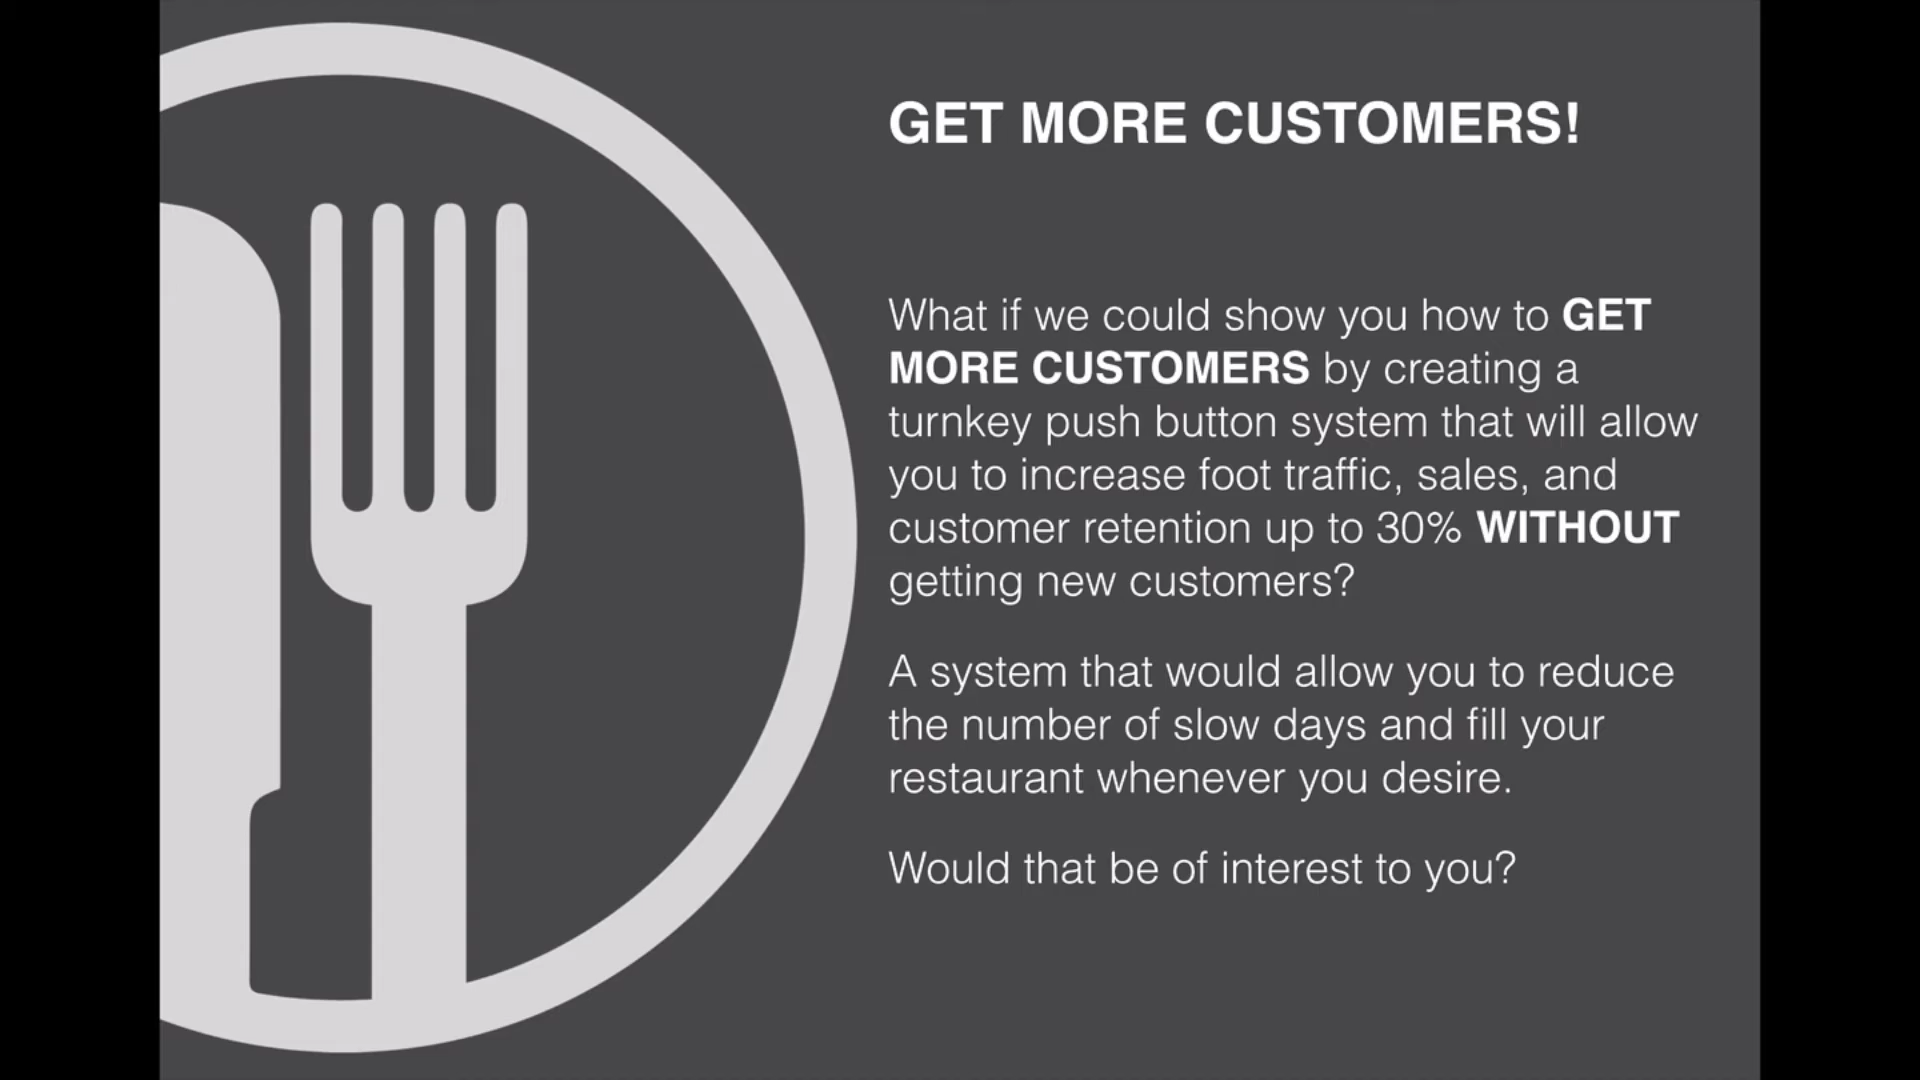 GET MORE CUSTOMERS!
What if we could show you how to GET
MORE CUSTOMERS by creating a
turnkey push button system that will allow
you to increase foot traffic, sales, and
customer retention up to 30% WITHOUT
getting new customers?
A system that would allow you to reduce
the number of slow days and fill your
restaurant whenever you desire.
Would that be of interest to you?